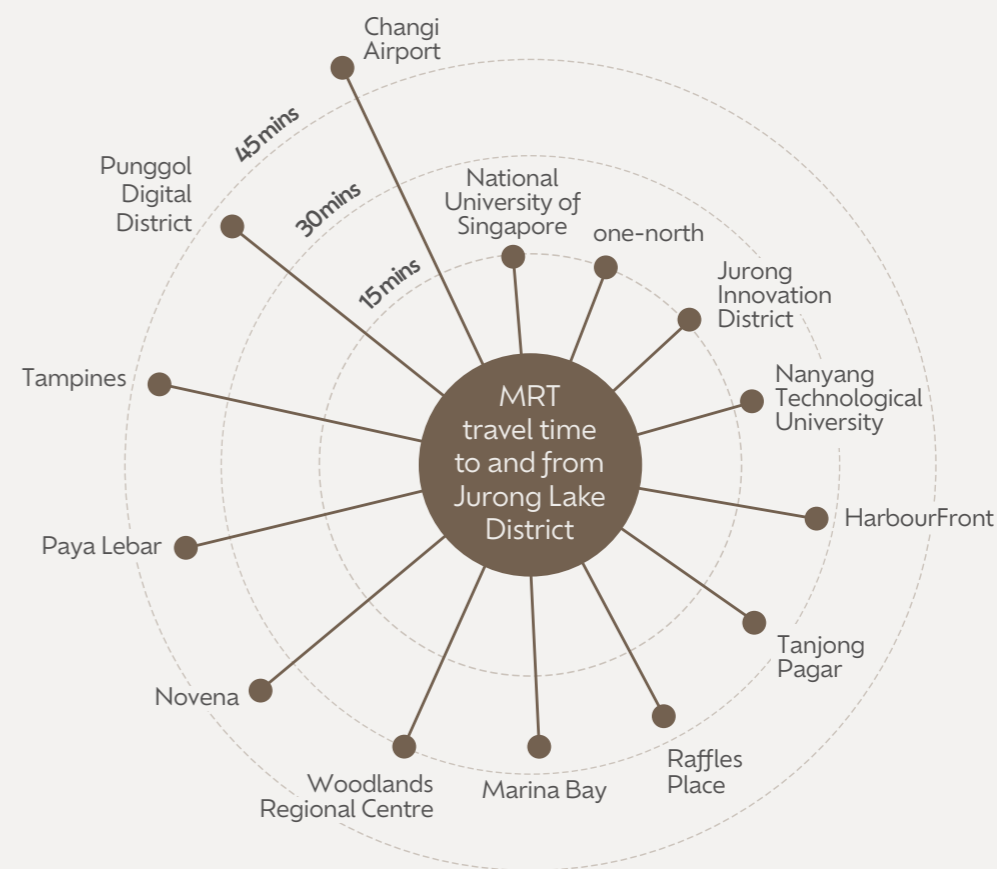 Changi
Airport
45mins
Punggol
Digital
District
30mins
National
University of
Singapore
one-north
15mins
Jurong
Innovation
District
Tampines
MRT
travel time
to and from
Jurong Lake
District
Nanyang
Technological
University
HarbourFront
Paya Lebar
Tanjong
Pagar
Novena
Raffles
Place
Woodlands
Regional Centre
Marina Bay